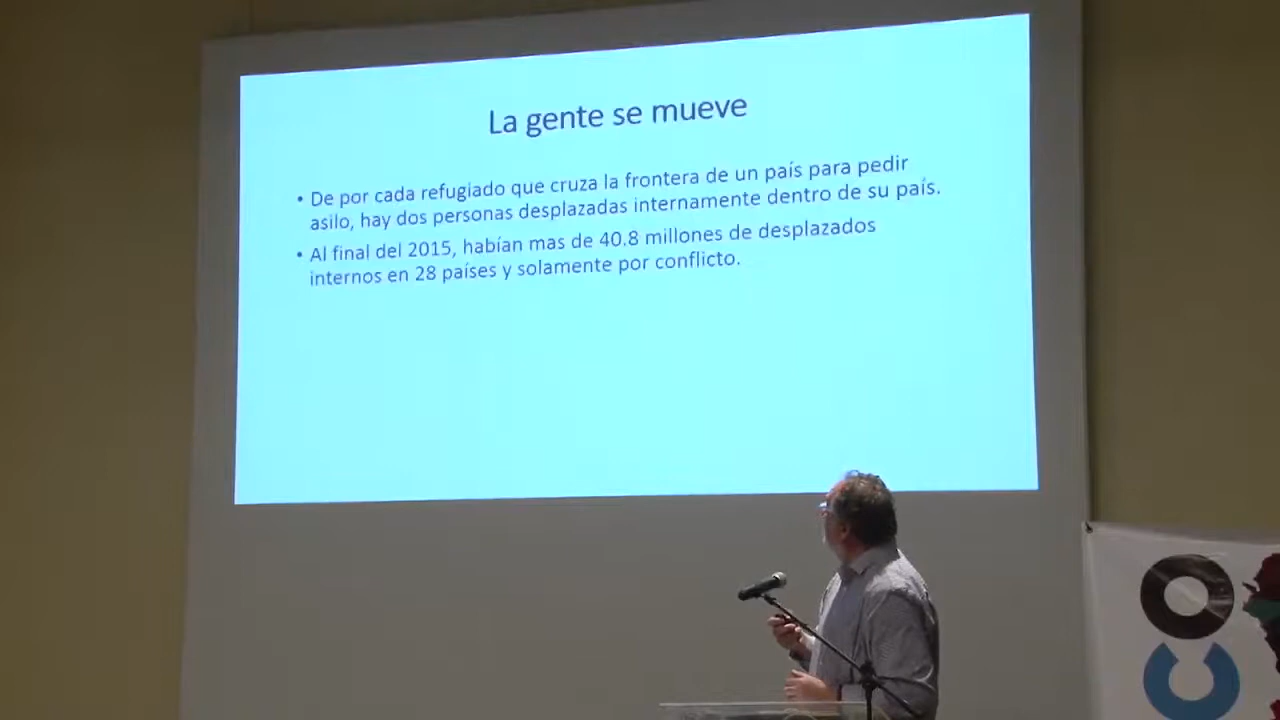 La gente se mueve
• De por cada refugiado que cruza la frontera de un país para pedir
asilo, hay dos personas desplazadas internamente dentro de su país.
• Al final del 2015, habían mas de 40.8 millones de desplazados
internos en 28 países y solamente por conflicto.